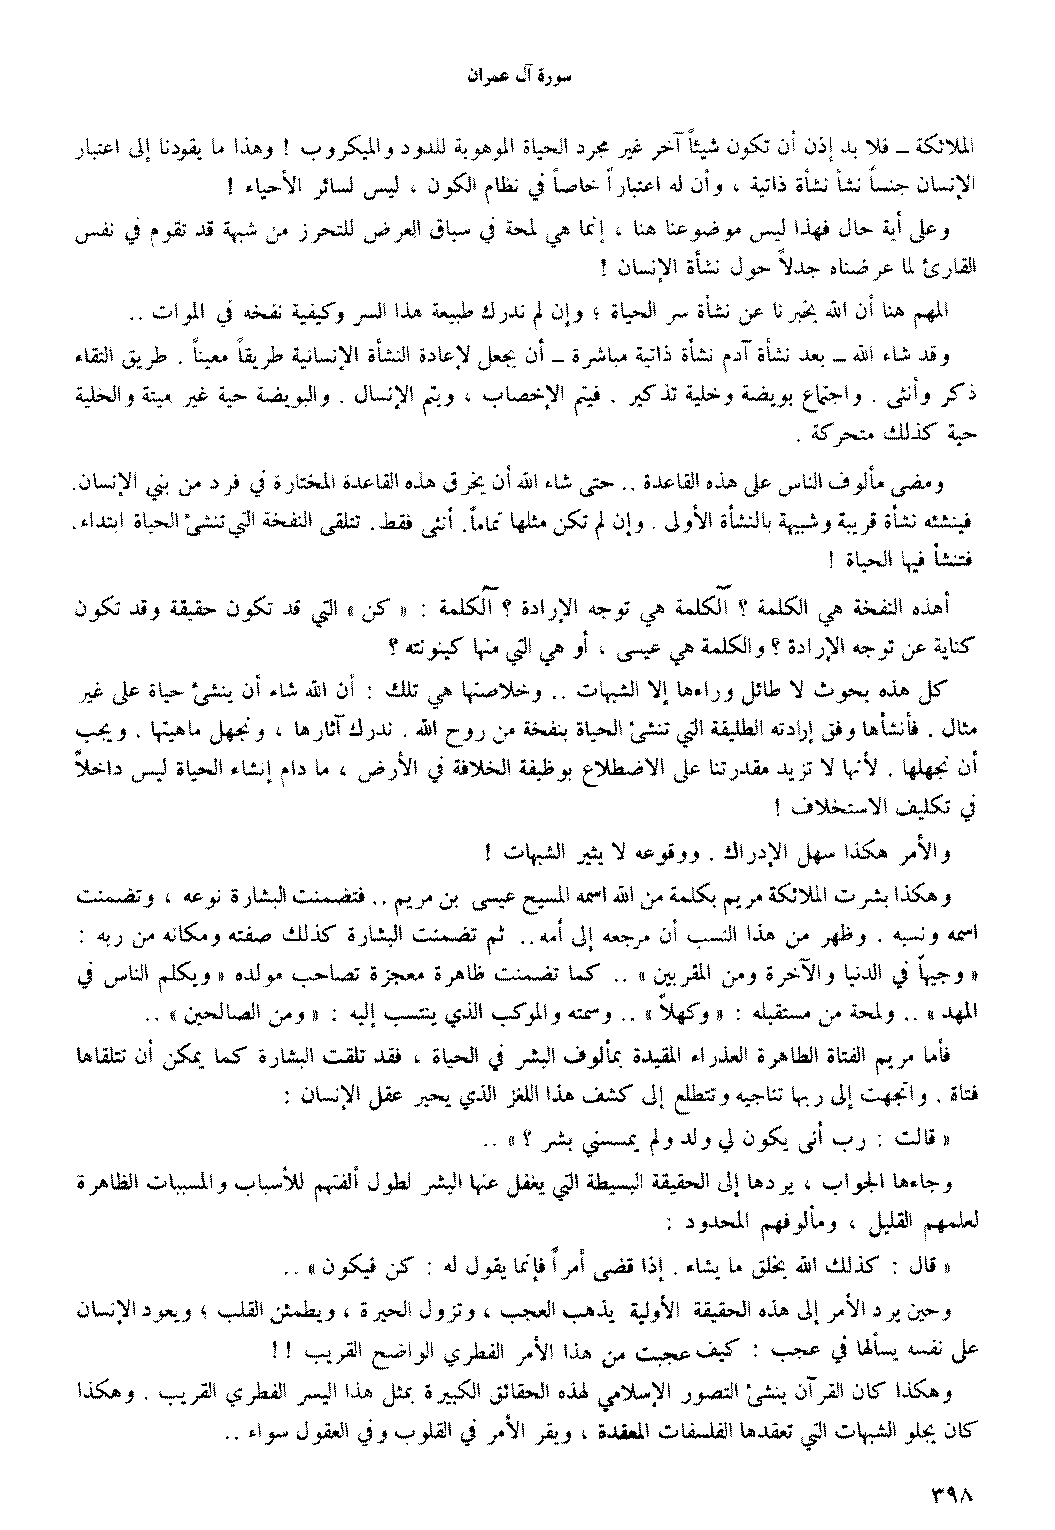 سورة آل عمران
الملائكة – فلا بد إذن أن تكون شيئاً آخر غير مجرد الحياة الموهوبة للدود والميكروب ! وهذا ما يقودنا إلى اعتبار
الإنسان جنساً نشأ نشأة ذاتية ، وأن له اعتباراً خاصاً في نظام الكون ، ليس لسائر الأحياء !
وعلى أية حال فهذا ليس موضوعنا هنا ، إنما هي لمحة في سياق العرض للتحرز من شبهة قد تقوم في نفس
القارئ لما عرضناه جدلاً حول نشأة الإنسان !
المهم هنا أن الله يخبرنا عن نشأة سر الحياة ؛ وإن لم ندرك طبيعة هذا السر وكيفية نفخه في الموات ..
وقد شاء الله – بعد نشأة آدم نشأة ذاتية مباشرة – أن يجعل لإعادة النشأة الإنسانية طريقاً معيناً . طريق التقاء
ذكر وأنثى . واجتماع بويضة وخلية تذكير . فيتم الإخصاب ، ويتم الإنسال . والبويضة حية غير ميتة والخلية
حية كذلك متحركة .
ومضى مألوف الناس على هذه القاعدة .. حتى شاء الله أن يخرق هذه القاعدة المختارة في فرد من بني الإنسان.
فينشئه نشأة قريبة وشبيهة بالنشأة الأولى . وإن لم تكن مثلها تماماً. أنثى فقط. تتلقى النفخة التي تنشئ الحياة ابتداء.
فتنشأ فيها الحياة !
أهذه النفخة هي الكلمة ؟ آلكلمة هي توجه الإرادة ؟ آلكلمة : « كن » التي قد تكون حقيقة وقد تكون
كناية عن توجه الإرادة ؟ والكلمة هي عيسى ، أو هي التي منها كينونته ؟
كل هذه بحوث لا طائل وراءها إلا الشبهات .. وخلاصتها هي تلك : أن الله شاء أن ينشئ حياة على غير
مثال . فأنشأها وفق إرادته الطليقة التي تنشئ الحياة بنفخة من روح الله . ندرك آثارها ، ونجهل ماهيتها . ويجب
أن نجهلها . لأنها لا تزيد مقدرتنا على الاضطلاع بوظيفة الخلافة في الأرض ، ما دام إنشاء الحياة ليس داخلاً
في تكليف الاستخلاف !
والأمر هكذا سهل الإدراك . ووقوعه لا يثير الشبهات !
وهكذا بشرت الملائكة مريم بكلمة من الله اسمه المسيح عيسى بن مريم .. فتضمنت البشارة نوعه ، وتضمنت
اسمه ونسبه . وظهر من هذا النسب أن مرجعه إلى أمه .. ثم تضمنت البشارة كذلك صفته ومكانه من ربه :
« وجيهاً في الدنيا والآخرة ومن المقربين » .. كما تضمنت ظاهرة معجزة تصاحب مولده « ويكلم الناس في
المهد » .. ولمحة من مستقبله : « وكهلاً » .. وسمته والموكب الذي ينتسب إليه : « ومن الصالحين » ..
فأما مريم الفتاة الطاهرة العذراء المقيدة بمألوف البشر في الحياة ، فقد تلقت البشارة كما يمكن أن تتلقاها
فتاة . واتجهت إلى ربها تناجيه وتتطلع إلى كشف هذا اللغز الذي يحير عقل الإنسان :
« قالت : رب أنى يكون لي ولد ولم يمسسني بشر ؟ » ..
وجاءها الجواب ، يردها إلى الحقيقة البسيطة التي يغفل عنها البشر لطول ألفتهم للأسباب والمسببات الظاهرة
لعلمهم القليل ، ومألوفهم المحدود :
« قال : كذلك الله يخلق ما يشاء . إذا قضى أمراً فإنما يقول له : كن فيكون » ..
وحين يرد الأمر إلى هذه الحقيقة الأولية يذهب العجب ، وتزول الحيرة ، ويطمئن القلب ؛ ويعود الإنسان
على نفسه يسألها في عجب : كيف عجبت من هذا الأمر الفطري الواضح القريب !!
وهكذا كان القرآن ينشئ التصور الإسلامي لهذه الحقائق الكبيرة بمثل هذا اليسر الفطري القريب . وهكذا
كان يجلو الشبهات التي تعقدها الفلسفات المعقدة ، ويقر الأمر في القلوب وفي العقول سواء ..
٣٩٨